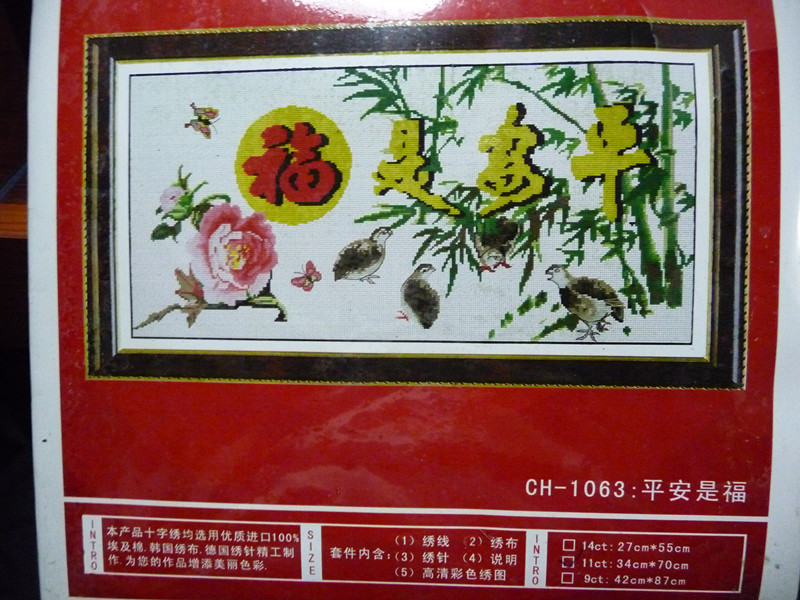 福是安平
CH-1063:平安是福
INTRO
本产品十字绣均选用优质进口100%
埃及棉.韩国绣布.德国绣针精工制
作.为您的作品增添美丽色彩.
SIZE
套件内含:
(1) 绣线 (2) 绣布
(3) 绣针 (4) 说明
(5) 高清彩色绣图
INTRO
14ct: 27cm*55cm
11ct: 34cm*70cm
9ct: 42cm*87cm